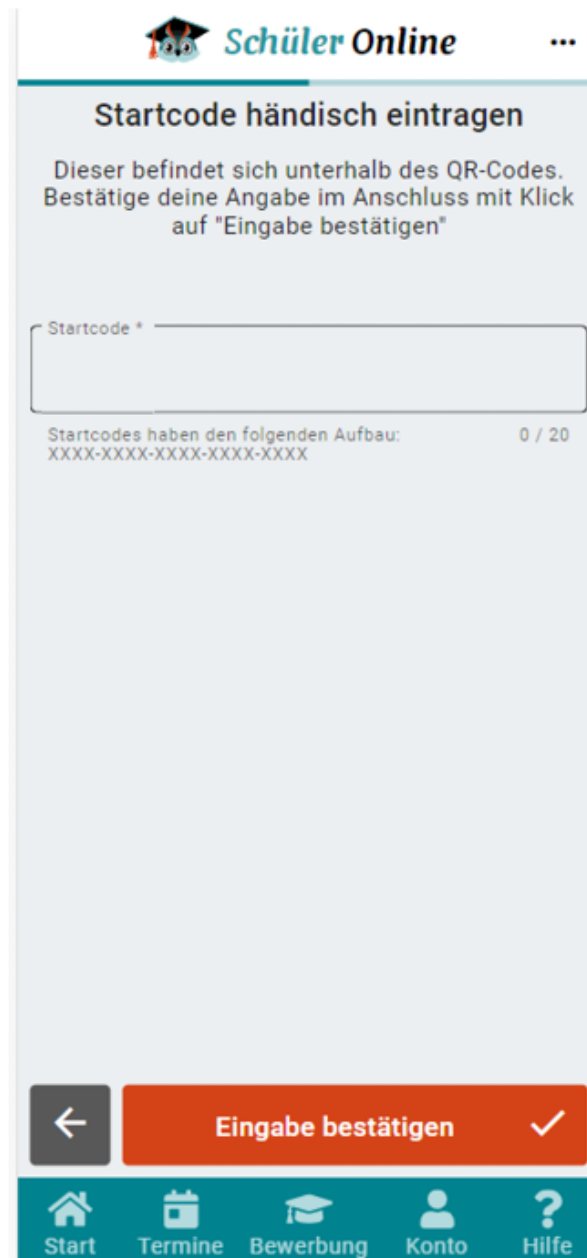 Schüler Online
Startcode händisch eintragen
Dieser befindet sich unterhalb des QR-Codes.
Bestätige deine Angabe im Anschluss mit Klick
auf "Eingabe bestätigen"
Startcode *
Startcodes haben den folgenden Aufbau: 0 / 20
XXXX-XXXX-XXXX-XXXX-XXXX
Eingabe bestätigen
Start Termine Bewerbung Konto Hilfe